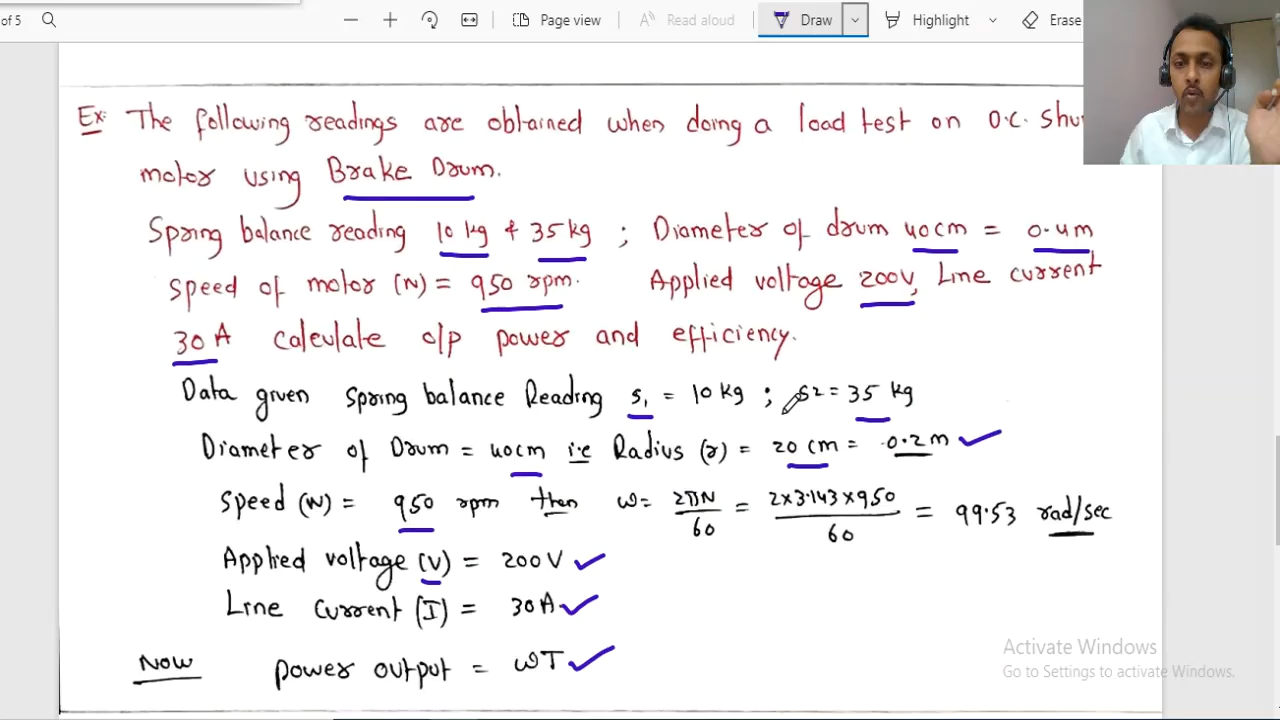 of 5
Page view
Read aloud
Draw
Highlight
Erase
Ex: The following readings are obtained when doing a load test on D.C. Shu
motor using Brake Drum.
Spring balance reading 10 kg & 35 kg ; Diameter of drum 40cm = 0.4m
Speed of motor (N) = 950 rpm. Applied voltage 200V, Line current
30 A calculate o/p power and efficiency.
Data given Spring balance Reading S1 = 10 kg ; S2 = 35 kg
Diameter of Drum = 40cm i.e Radius (r) = 20 cm = 0.2m
Speed (N) = 950 rpm then ω = 2πN/60 = 2×3.143×950/60 = 99.53 rad/sec
Applied voltage (V) = 200V
Line current (I) = 30A
Now power output = ωT
Activate Windows
Go to Settings to activate Windows.